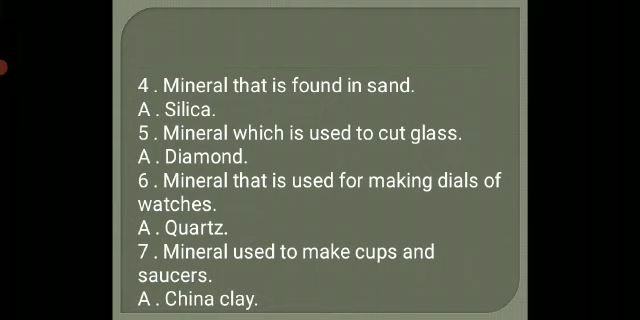 4 . Mineral that is found in sand.
A . Silica.
5 . Mineral which is used to cut glass.
A . Diamond.
6 . Mineral that is used for making dials of
watches.
A . Quartz.
7 . Mineral used to make cups and
saucers.
A . China clay.